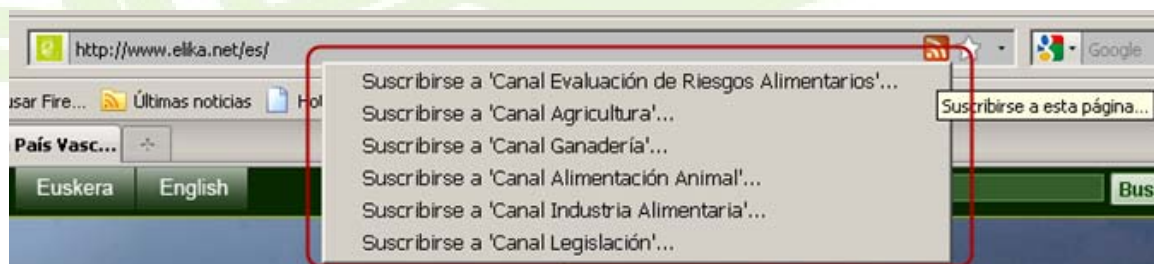 http://www.elika.net/es/
Google
Suscribirse a 'Canal Evaluación de Riesgos Alimentarios'...
usar Fire... Últimas noticias
Suscribirse a esta página...
Suscribirse a 'Canal Agricultura'...
País Vasc...
Suscribirse a 'Canal Ganadería'...
Euskera English
Suscribirse a 'Canal Alimentación Animal'...
Suscribirse a 'Canal Industria Alimentaria'...
Suscribirse a 'Canal Legislación'...